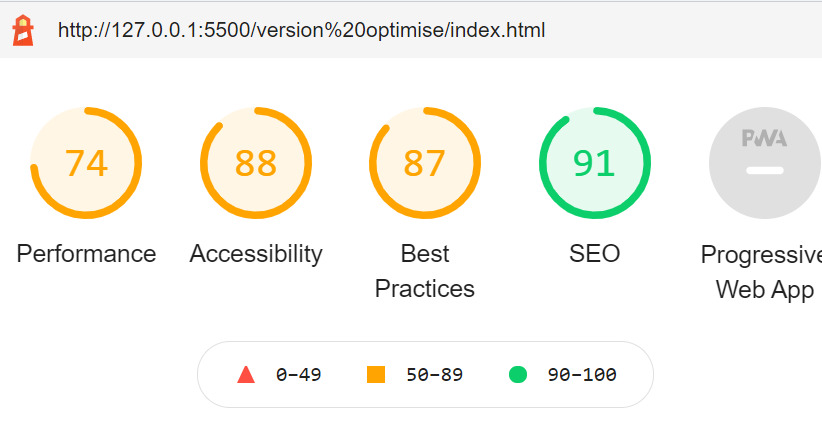 http://127.0.0.1:5500/version%20optimise/index.html
74 88 87 91 PWA
Performance Accessibility Best SEO Progressive
Practices Web App
0–49 50–89 90–100